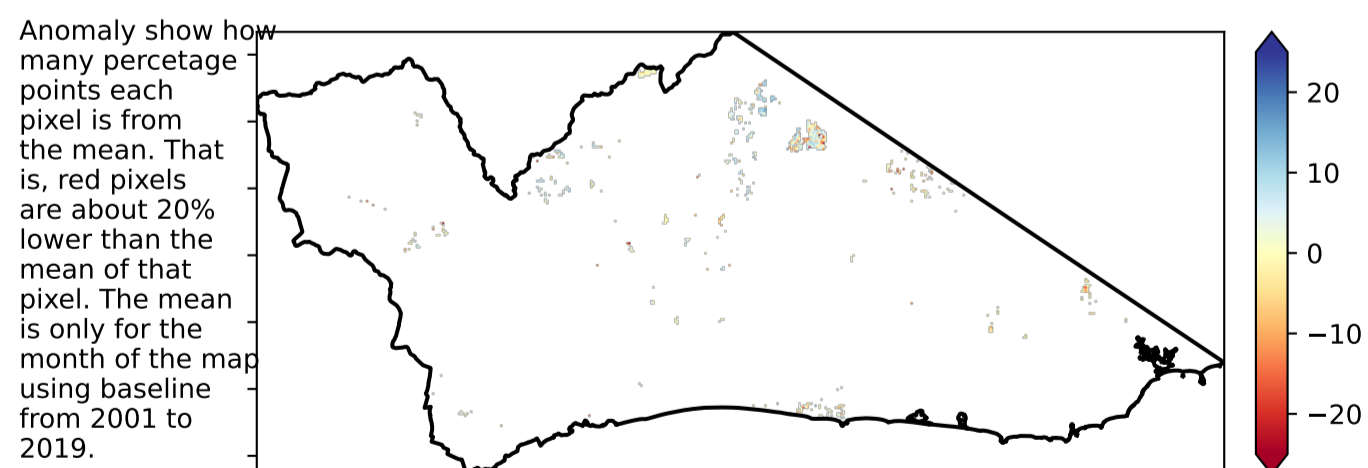 Anomaly show how
many percetage
points each
pixel is from
the mean. That
is, red pixels
are about 20%
lower than the
mean of that
pixel. The mean
is only for the
month of the map
using baseline
from 2001 to
2019.
20
10
0
−10
−20